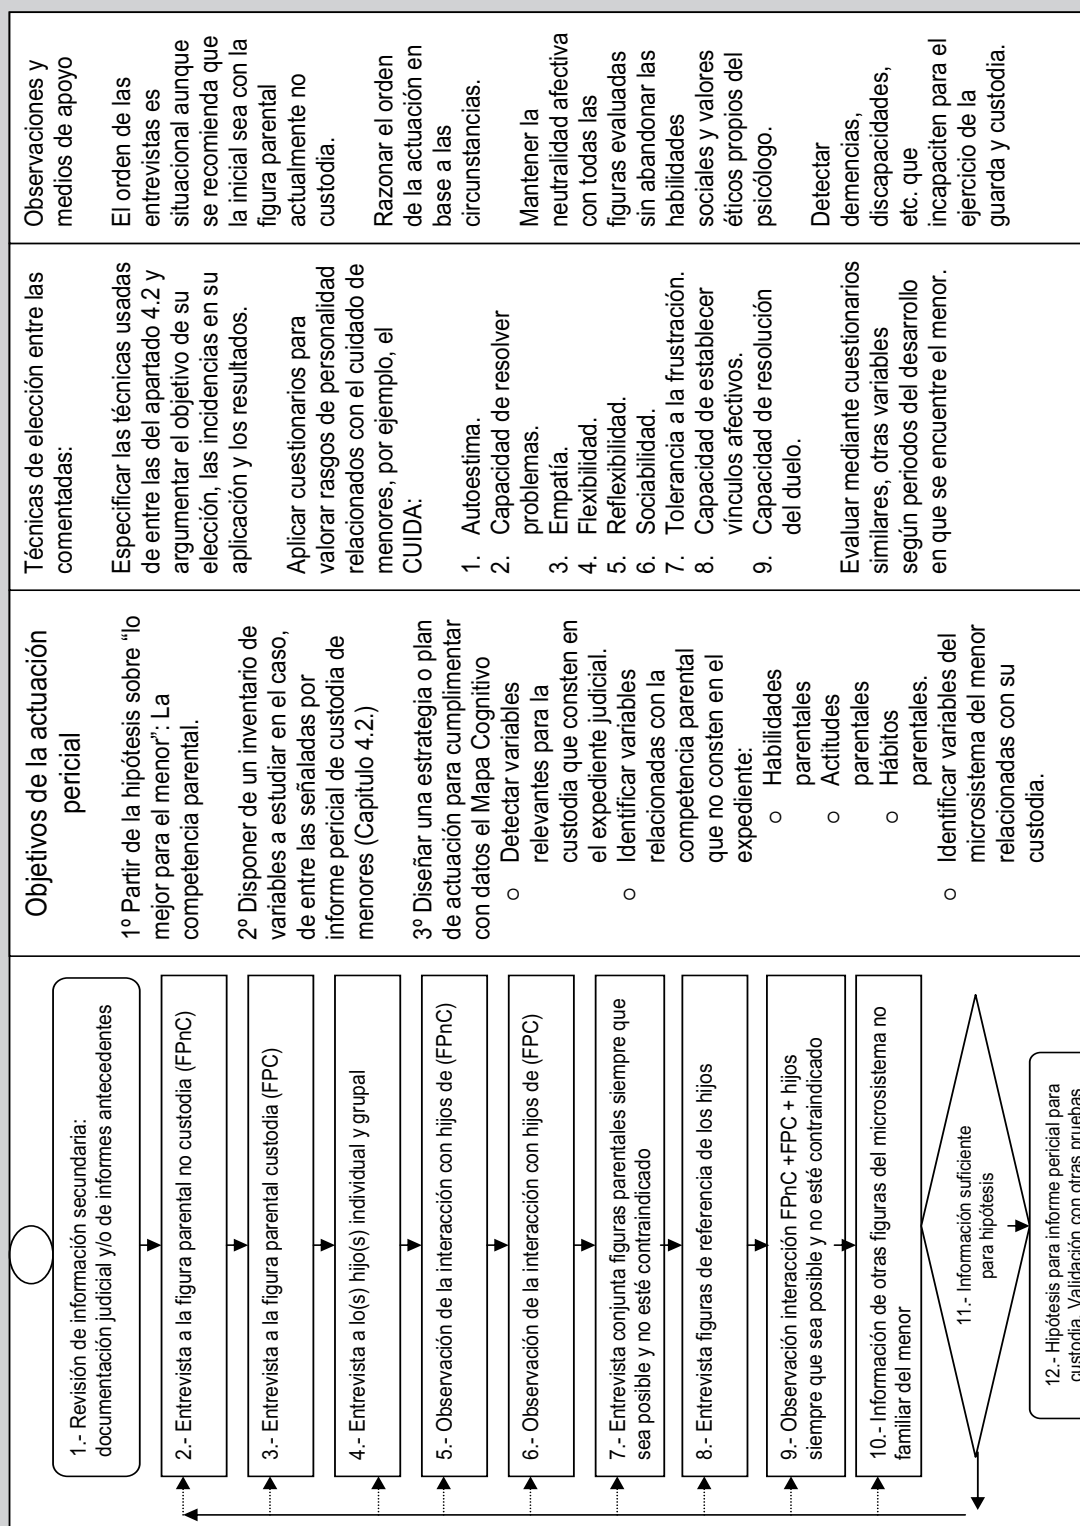 1.- Revisión de información secundaria:
documentación judicial y/o de informes antecedentes
2.- Entrevista a la figura parental no custodia (FPnC)
3.- Entrevista a la figura parental custodia (FPC)
4.- Entrevista a lo(s) hijo(s) individual y grupal
5.- Observación de la interacción con hijos de (FPnC)
6.- Observación de la interacción con hijos de (FPC)
7.- Entrevista conjunta figuras parentales siempre que
sea posible y no esté contraindicado
8.- Entrevista figuras de referencia de los hijos
9.- Observación interacción FPnC +FPC + hijos
siempre que sea posible y no esté contraindicado
10.- Información de otras figuras del microsistema no
familiar del menor
11.- Información suficiente
para hipótesis
12.- Hipótesis para informe pericial para
custodia. Validación con otras pruebas
Objetivos de la actuación
pericial
1º Partir de la hipótesis sobre “lo
mejor para el menor”: La
competencia parental.
2º Disponer de un inventario de
variables a estudiar en el caso,
de entre las señaladas por
informe pericial de custodia de
menores (Capitulo 4.2.)
3º Diseñar una estrategia o plan
de actuación para cumplimentar
con datos el Mapa Cognitivo
o Detectar variables
relevantes para la
custodia que consten en
el expediente judicial.
o Identificar variables
relacionadas con la
competencia parental
que no consten en el
expediente:
o Habilidades
parentales
o Actitudes
parentales
o Hábitos
parentales.
o Identificar variables del
microsistema del menor
relacionadas con su
custodia.
Técnicas de elección entre las
comentadas:
Especificar las técnicas usadas
de entre las del apartado 4.2 y
argumentar el objetivo de su
elección, las incidencias en su
aplicación y los resultados.
Aplicar cuestionarios para
valorar rasgos de personalidad
relacionados con el cuidado de
menores, por ejemplo, el
CUIDA:
1. Autoestima.
2. Capacidad de resolver
problemas.
3. Empatía.
4. Flexibilidad.
5. Reflexibilidad.
6. Sociabilidad.
7. Tolerancia a la frustración.
8. Capacidad de establecer
vínculos afectivos.
9. Capacidad de resolución
del duelo.
Evaluar mediante cuestionarios
similares, otras variables
según periodos del desarrollo
en que se encuentre el menor.
Observaciones y
medios de apoyo
El orden de las
entrevistas es
situacional aunque
se recomienda que
la inicial sea con la
figura parental
actualmente no
custodia.
Razonar el orden
de la actuación en
base a las
circunstancias.
Mantener la
neutralidad afectiva
con todas las
figuras evaluadas
sin abandonar las
habilidades
sociales y valores
éticos propios del
psicólogo.
Detectar
demencias,
discapacidades,
etc. que
incapaciten para el
ejercicio de la
guarda y custodia.